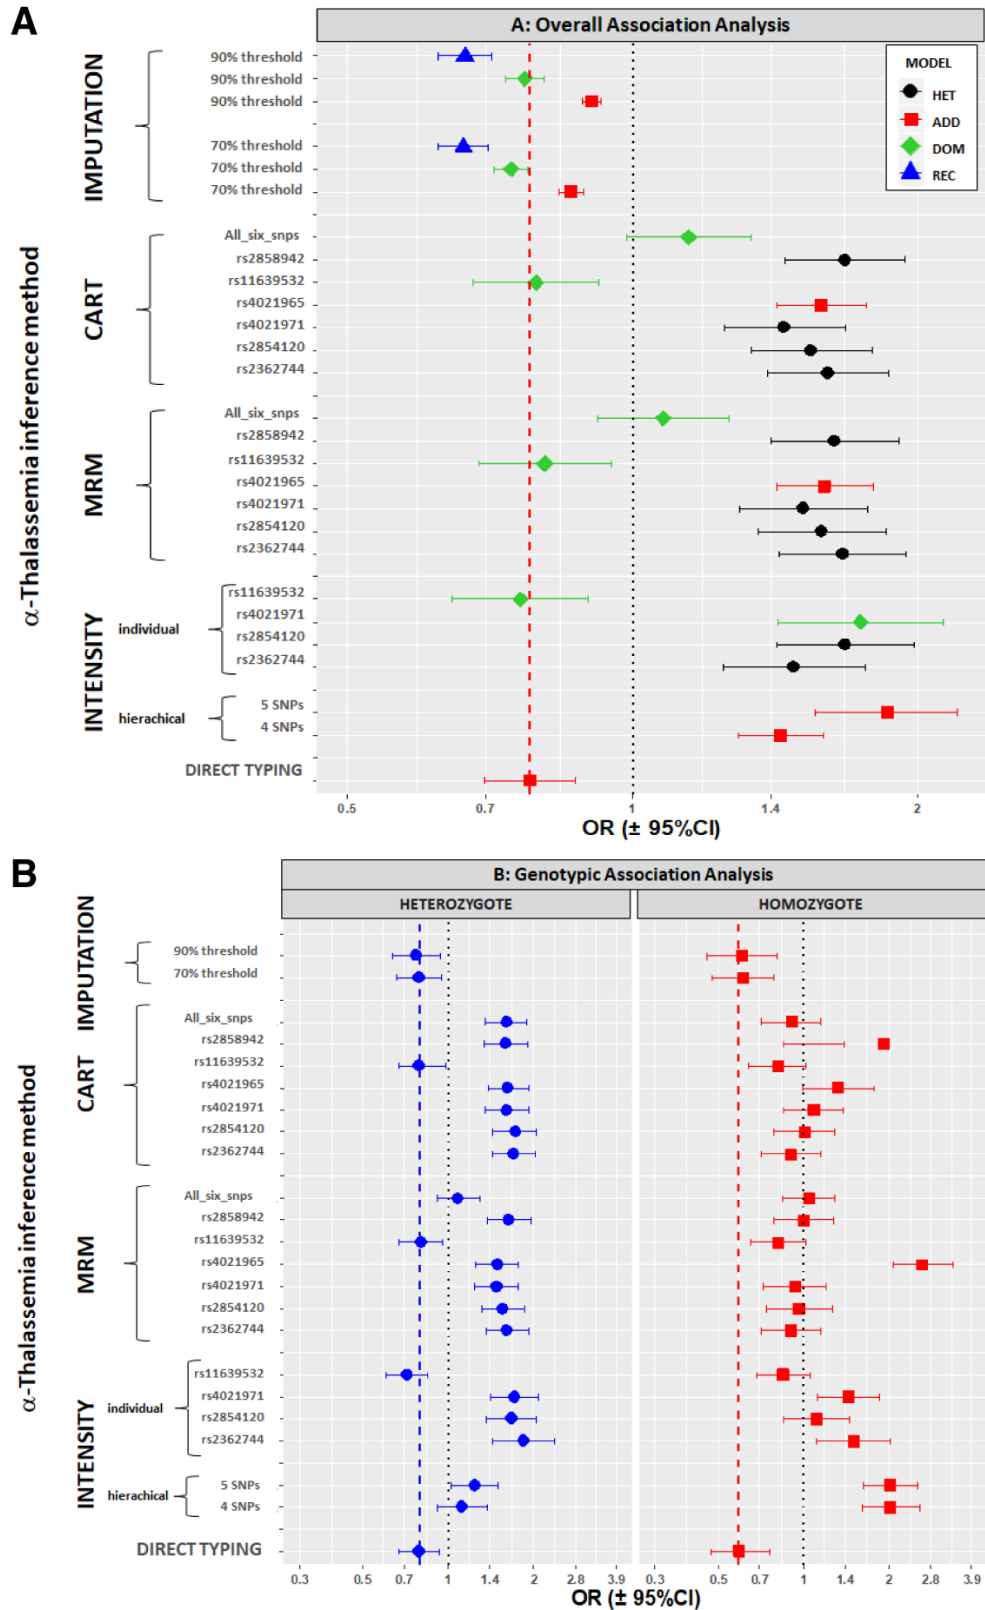 A
A: Overall Association Analysis
α-Thalassemia inference method
IMPUTATION
90% threshold
90% threshold
90% threshold
70% threshold
70% threshold
70% threshold
CART
All_six_snps
rs2858942
rs11639532
rs4021965
rs4021971
rs2854120
rs2362744
MRM
All_six_snps
rs2858942
rs11639532
rs4021965
rs4021971
rs2854120
rs2362744
INTENSITY
individual
rs11639532
rs4021971
rs2854120
rs2362744
hierachical
5 SNPs
4 SNPs
DIRECT TYPING
MODEL
HET
ADD
DOM
REC
0.5 0.7 1 1.4 2
OR (± 95%CI)
B
B: Genotypic Association Analysis
HETEROZYGOTE HOMOZYGOTE
α-Thalassemia inference method
IMPUTATION
90% threshold
70% threshold
CART
All_six_snps
rs2858942
rs11639532
rs4021965
rs4021971
rs2854120
rs2362744
MRM
All_six_snps
rs2858942
rs11639532
rs4021965
rs4021971
rs2854120
rs2362744
INTENSITY
individual
rs11639532
rs4021971
rs2854120
rs2362744
hierachical
5 SNPs
4 SNPs
DIRECT TYPING
0.3 0.5 0.7 1 1.4 2 2.8 3.9 0.3 0.5 0.7 1 1.4 2 2.8 3.9
OR (± 95%CI)